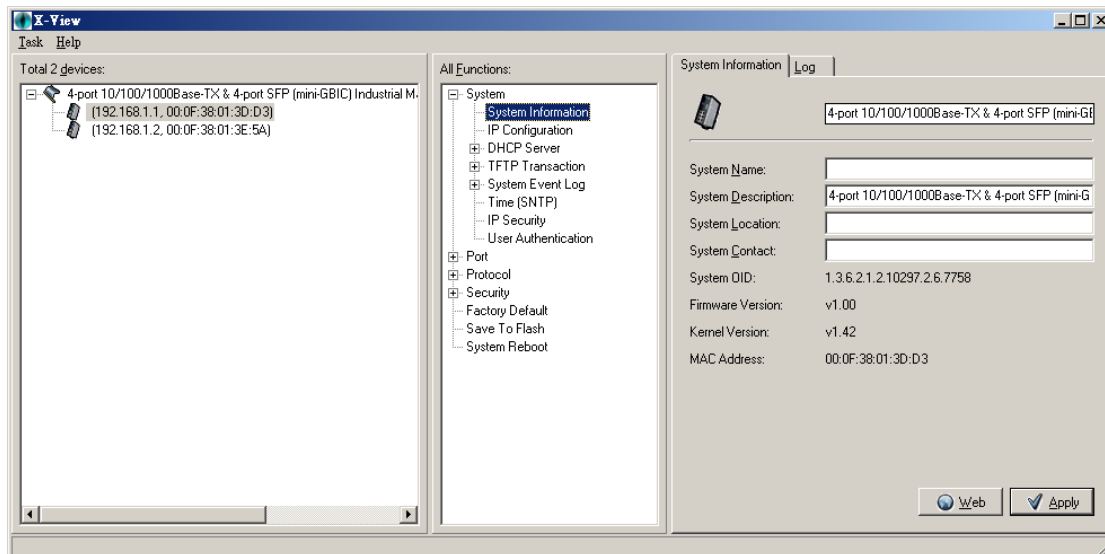 X-View
Task Help
Total 2 devices:
4-port 10/100/1000Base-TX & 4-port SFP (mini-GBIC) Industrial M
(192.168.1.1, 00:0F:38:01:3D:D3)
(192.168.1.2, 00:0F:38:01:3E:5A)
All Functions:
System
System Information
IP Configuration
DHCP Server
TFTP Transaction
System Event Log
Time (SNTP)
IP Security
User Authentication
Port
Protocol
Security
Factory Default
Save To Flash
System Reboot
System Information Log
4-port 10/100/1000Base-TX & 4-port SFP (mini-GB
System Name:
System Description: 4-port 10/100/1000Base-TX & 4-port SFP (mini-G
System Location:
System Contact:
System OID: 1.3.6.2.1.2.10297.2.6.7758
Firmware Version: v1.00
Kernel Version: v1.42
MAC Address: 00:0F:38:01:3D:D3
Web Apply